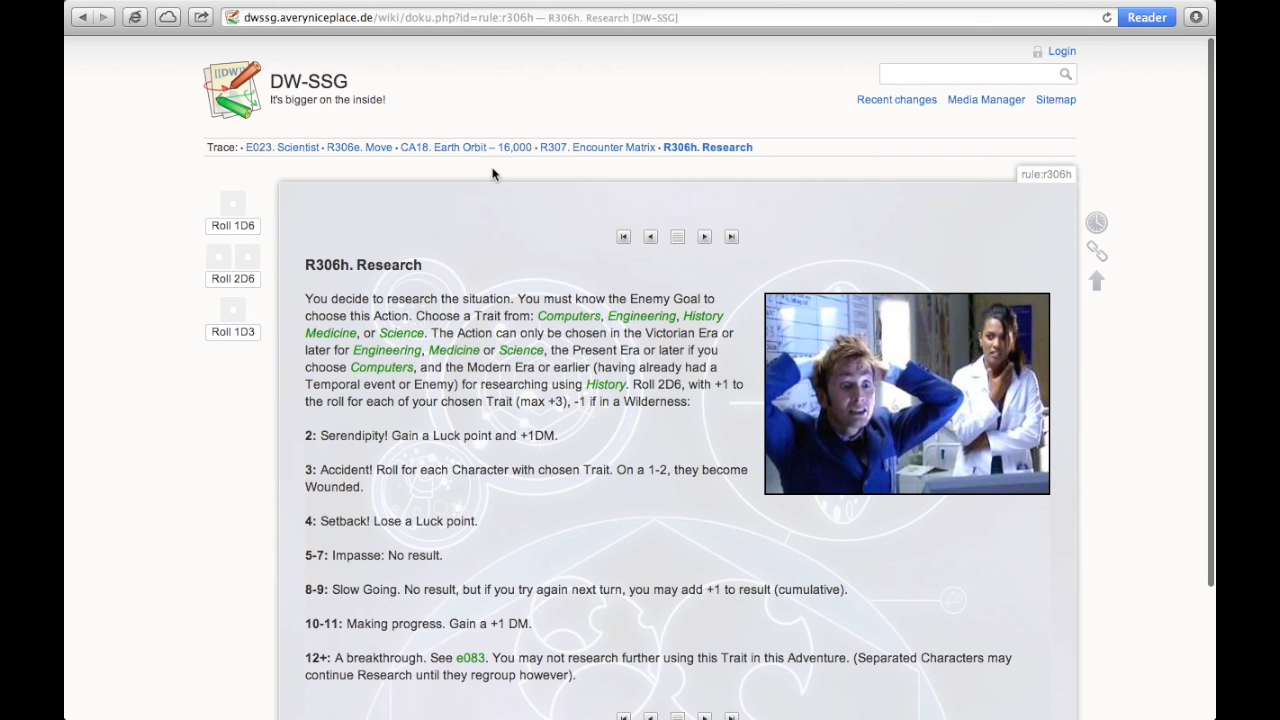 dwssg.averyniceplace.de/wiki/doku.php?id=rule:r306h — R306h. Research [DW-SSG]
Reader
Login
[[DW]]
DW-SSG
It's bigger on the inside!
Recent changes Media Manager Sitemap
Trace: • E023. Scientist • R306e. Move • CA18. Earth Orbit – 16,000 • R307. Encounter Matrix • R306h. Research
rule:r306h
Roll 1D6
Roll 2D6
Roll 1D3
R306h. Research
You decide to research the situation. You must know the Enemy Goal to
choose this Action. Choose a Trait from: Computers, Engineering, History
Medicine, or Science. The Action can only be chosen in the Victorian Era or
later for Engineering, Medicine or Science, the Present Era or later if you
choose Computers, and the Modern Era or earlier (having already had a
Temporal event or Enemy) for researching using History. Roll 2D6, with +1 to
the roll for each of your chosen Trait (max +3), -1 if in a Wilderness:
2: Serendipity! Gain a Luck point and +1DM.
3: Accident! Roll for each Character with chosen Trait. On a 1-2, they become
Wounded.
4: Setback! Lose a Luck point.
5-7: Impasse: No result.
8-9: Slow Going. No result, but if you try again next turn, you may add +1 to result (cumulative).
10-11: Making progress. Gain a +1 DM.
12+: A breakthrough. See e083. You may not research further using this Trait in this Adventure. (Separated Characters may
continue Research until they regroup however).